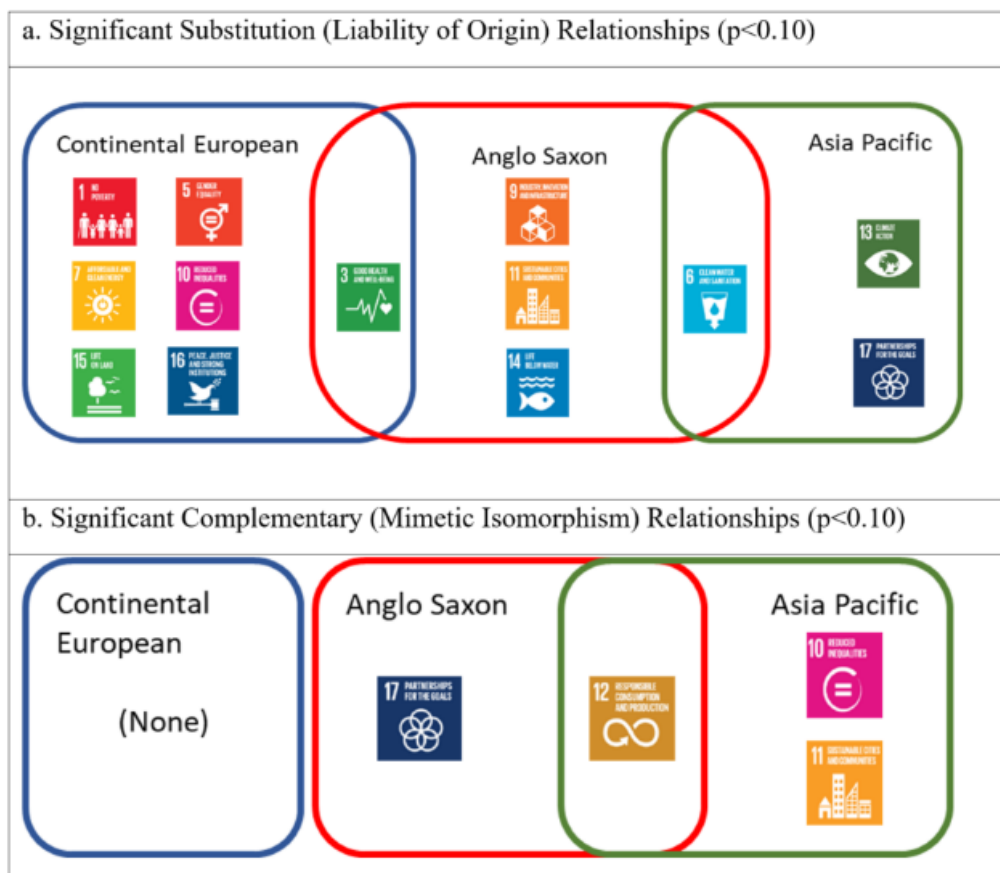 a. Significant Substitution (Liability of Origin) Relationships (p<0.10)
Continental European
Anglo Saxon
Asia Pacific
1 NO
POVERTY
5 GENDER
EQUALITY
9 INDUSTRY, INNOVATION
AND INFRASTRUCTURE
13 CLIMATE
ACTION
7 AFFORDABLE AND
CLEAN ENERGY
10 REDUCED
INEQUALITIES
3 GOOD HEALTH
AND WELL-BEING
11 SUSTAINABLE CITIES
AND COMMUNITIES
6 CLEAN WATER
AND SANITATION
15 LIFE
ON LAND
16 PEACE, JUSTICE
AND STRONG
INSTITUTIONS
14 LIFE
BELOW WATER
17 PARTNERSHIPS
FOR THE GOALS
b. Significant Complementary (Mimetic Isomorphism) Relationships (p<0.10)
Continental
European
(None)
Anglo Saxon
Asia Pacific
17 PARTNERSHIPS
FOR THE GOALS
12 RESPONSIBLE
CONSUMPTION
AND PRODUCTION
10 REDUCED
INEQUALITIES
11 SUSTAINABLE CITIES
AND COMMUNITIES